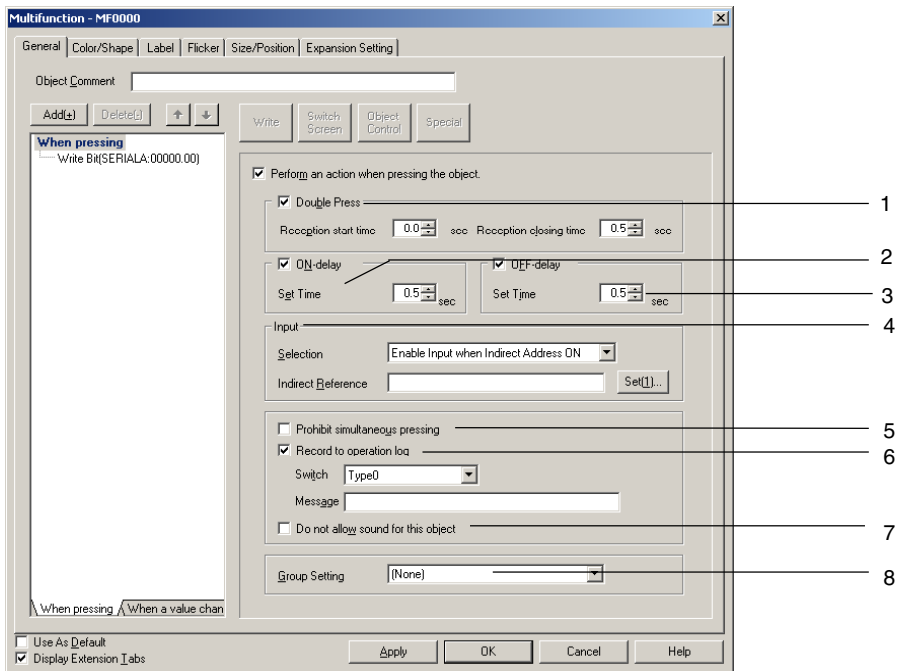 Multifunction - MF0000
General Color/Shape Label Flicker Size/Position Expansion Setting
Object Comment
Add(+) Delete(-)
Write Switch Screen Object Control Special
When pressing
Write Bit(SERIALA:00000.00)
Perform an action when pressing the object.
Double Press 1
Reception start time 0.0 sec Reception closing time 0.5 sec
ON-delay OFF-delay 2
Set Time 0.5 sec Set Time 0.5 sec 3
Input 4
Selection Enable Input when Indirect Address ON
Indirect Reference Set(1)...
Prohibit simultaneous pressing 5
Record to operation log 6
Switch Type0
Message
Do not allow sound for this object 7
Group Setting (None) 8
When pressing When a value chan
Use As Default
Display Extension Tabs
Apply OK Cancel Help